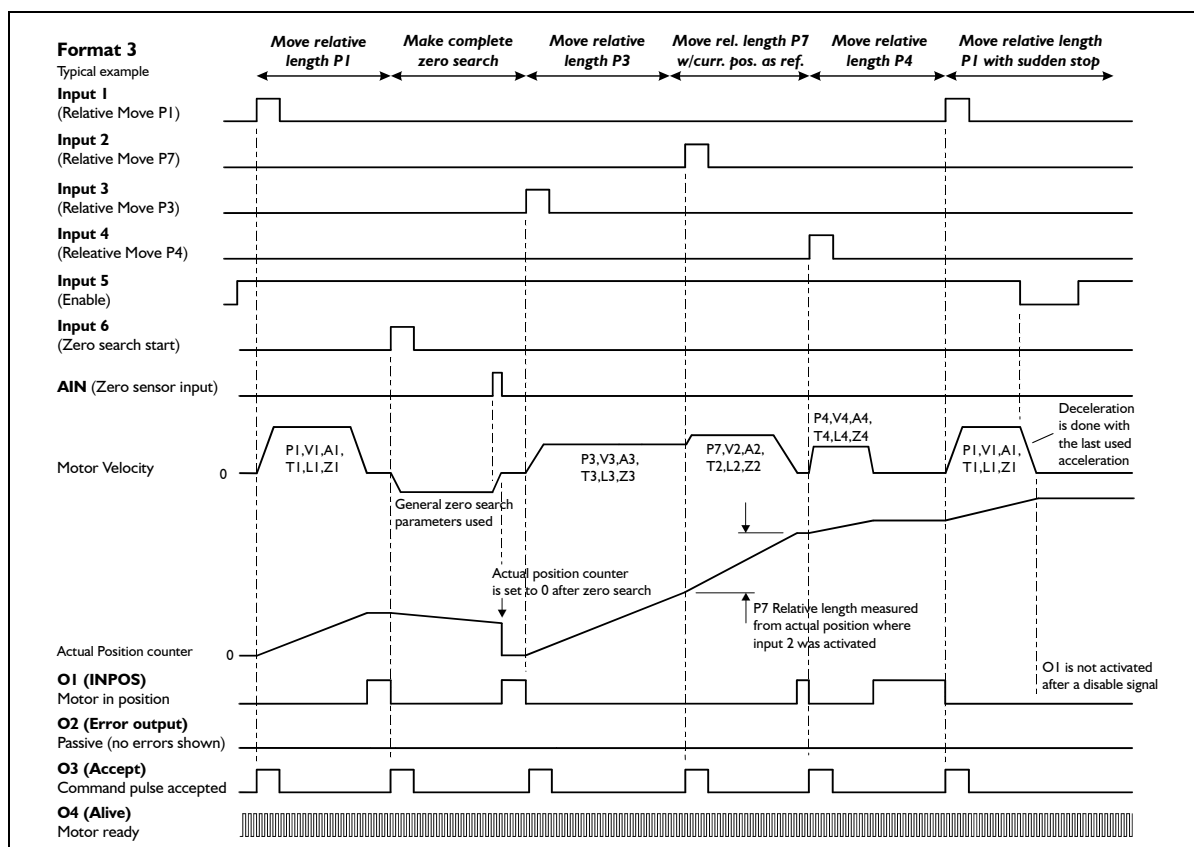 Format 3
Typical example
Move relative
length P1
Make complete
zero search
Move relative
length P3
Move rel. length P7
w/curr. pos. as ref.
Move relative
length P4
Move relative length
P1 with sudden stop
Input 1
(Relative Move P1)
Input 2
(Relative Move P7)
Input 3
(Relative Move P3)
Input 4
(Releative Move P4)
Input 5
(Enable)
Input 6
(Zero search start)
AIN (Zero sensor input)
Motor Velocity
0
P1,V1,A1,
T1,L1,Z1
General zero search
parameters used
P3,V3,A3,
T3,L3,Z3
P7,V2,A2,
T2,L2,Z2
P4,V4,A4,
T4,L4,Z4
P1,V1,A1,
T1,L1,Z1
Deceleration
is done with
the last used
acceleration
Actual position counter
is set to 0 after zero search
P7 Relative length measured
from actual position where
input 2 was activated
Actual Position counter
0
O1 is not activated
after a disable signal
O1 (INPOS)
Motor in position
O2 (Error output)
Passive (no errors shown)
O3 (Accept)
Command pulse accepted
O4 (Alive)
Motor ready